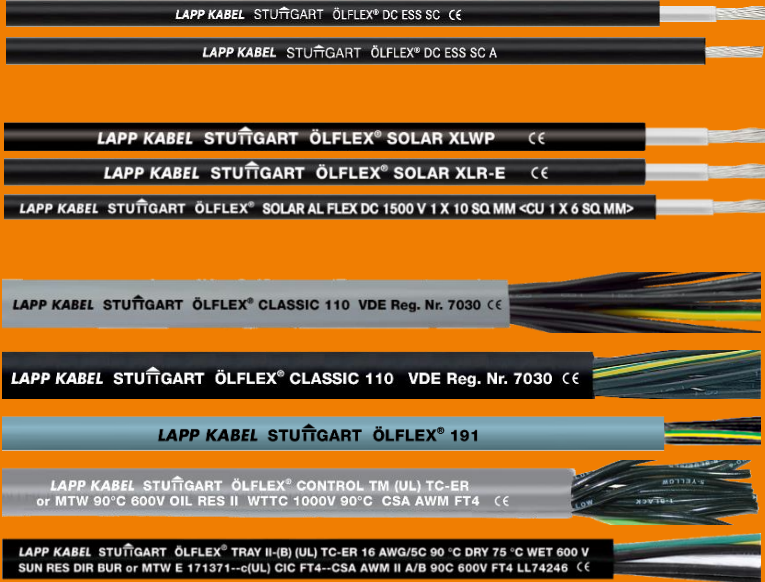 LAPP KABEL STUTTGART ÖLFLEX® DC ESS SC CE
LAPP KABEL STUTTGART ÖLFLEX® DC ESS SC A
LAPP KABEL STUTTGART ÖLFLEX® SOLAR XLWP CE
LAPP KABEL STUTTGART ÖLFLEX® SOLAR XLR-E CE
LAPP KABEL STUTTGART ÖLFLEX® SOLAR AL FLEX DC 1500 V 1 X 10 SQ MM <CU 1 X 6 SQ MM>
LAPP KABEL STUTTGART ÖLFLEX® CLASSIC 110 VDE Reg. Nr. 7030 CE
LAPP KABEL STUTTGART ÖLFLEX® CLASSIC 110 VDE Reg. Nr. 7030 CE
LAPP KABEL STUTTGART ÖLFLEX® 191
LAPP KABEL STUTTGART ÖLFLEX® CONTROL TM (UL) TC-ER
or MTW 90°C 600V OIL RES II WTTC 1000V 90°C CSA AWM FT4 CE
5-YELLOW
1-BLACK
LAPP KABEL STUTTGART ÖLFLEX® TRAY II-(B) (UL) TC-ER 16 AWG/5C 90 °C DRY 75 °C WET 600 V
SUN RES DIR BUR or MTW E 171371--c(UL) CIC FT4--CSA AWM II A/B 90C 600V FT4 LL74246 CE